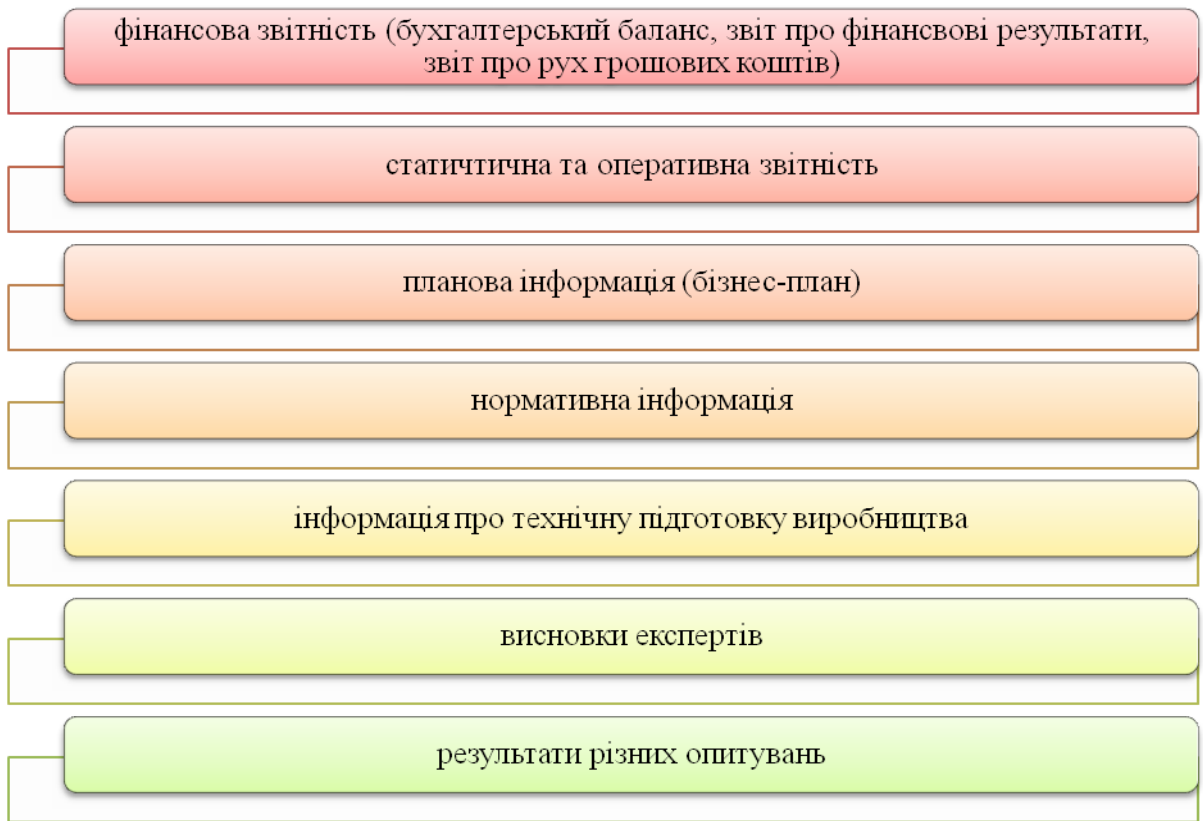 фінансова звітність (бухгалтерський баланс, звіт про фінансвові результати,
звіт про рух грошових коштів)
статичтична та оперативна звітність
планова інформація (бізнес-план)
нормативна інформація
інформація про технічну підготовку виробництва
висновки експертів
результати різних опитувань